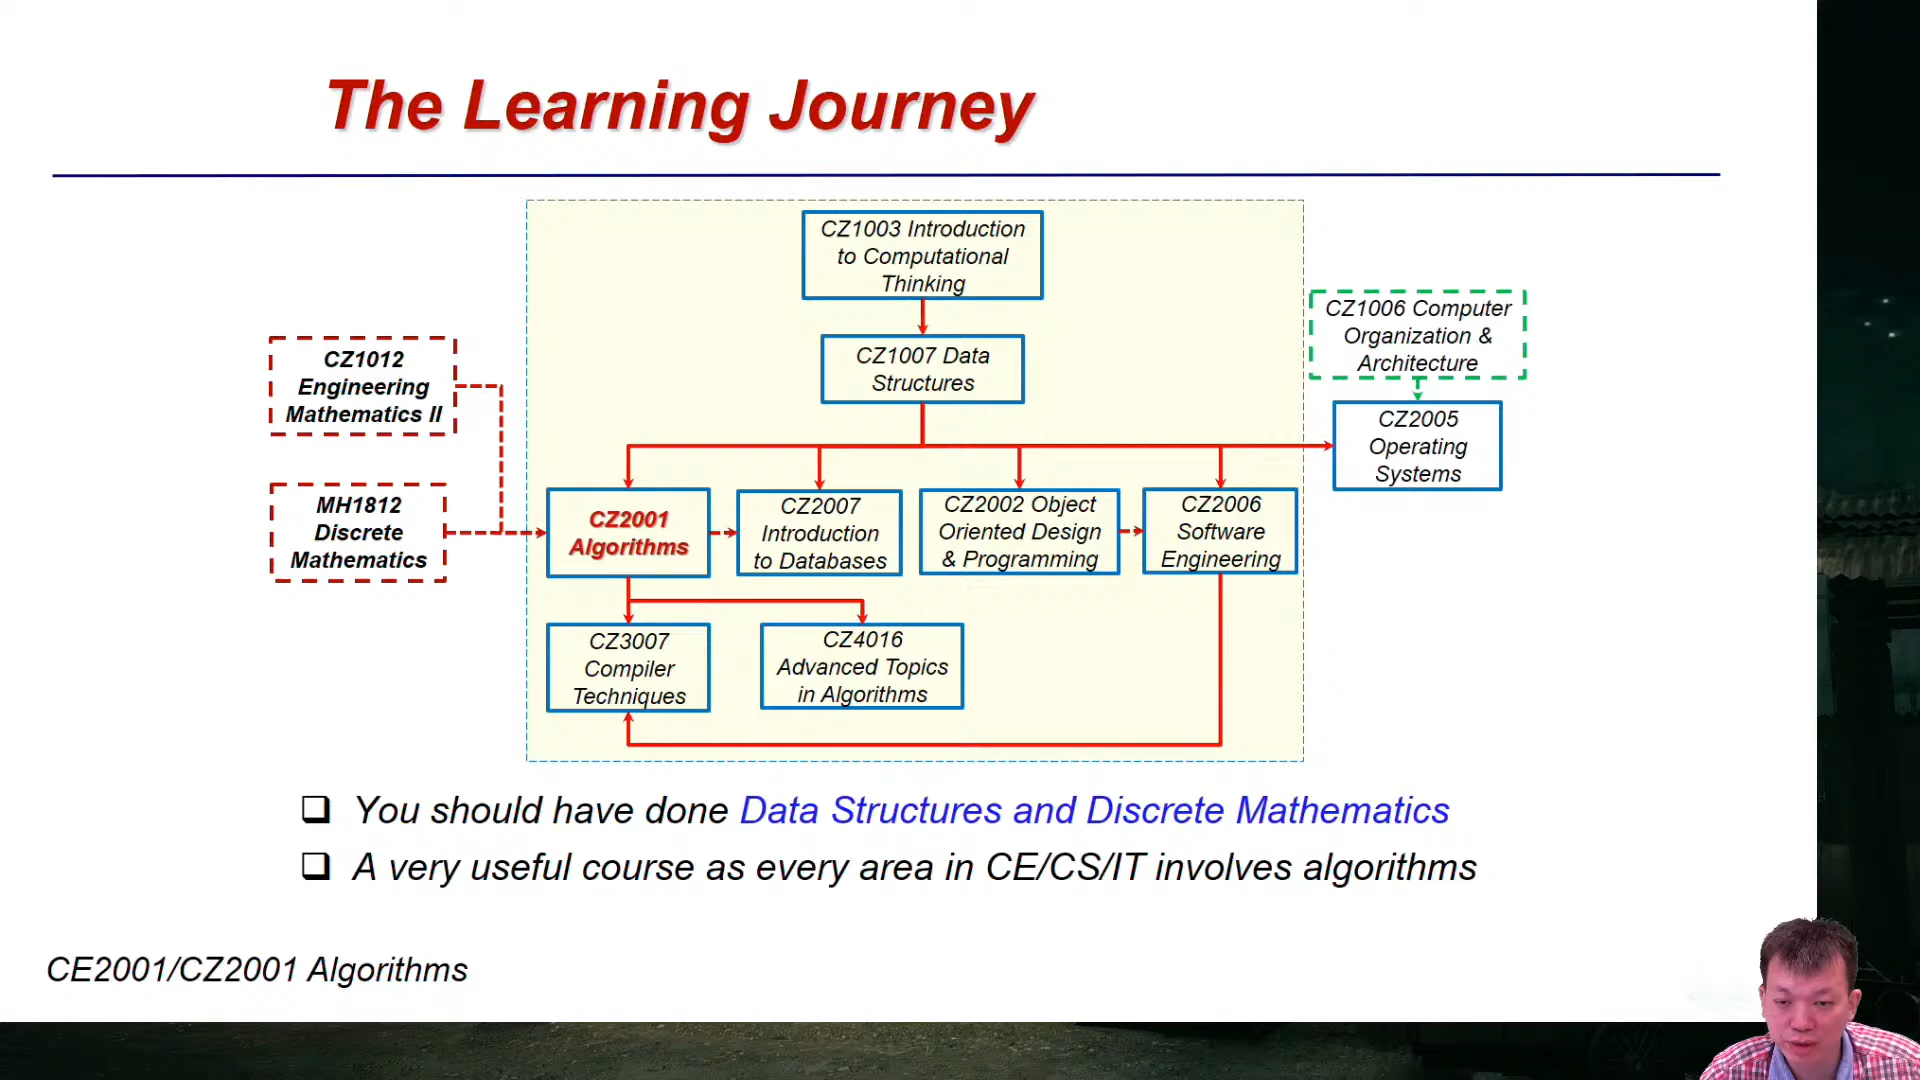 The Learning Journey
CZ1003 Introduction
to Computational
Thinking
CZ1006 Computer
Organization &
Architecture
CZ1012
Engineering
Mathematics II
CZ1007 Data
Structures
CZ2005
Operating
Systems
MH1812
Discrete
Mathematics
CZ2001
Algorithms
CZ2007
Introduction
to Databases
CZ2002 Object
Oriented Design
& Programming
CZ2006
Software
Engineering
CZ3007
Compiler
Techniques
CZ4016
Advanced Topics
in Algorithms
❑ You should have done Data Structures and Discrete Mathematics
❑ A very useful course as every area in CE/CS/IT involves algorithms
CE2001/CZ2001 Algorithms